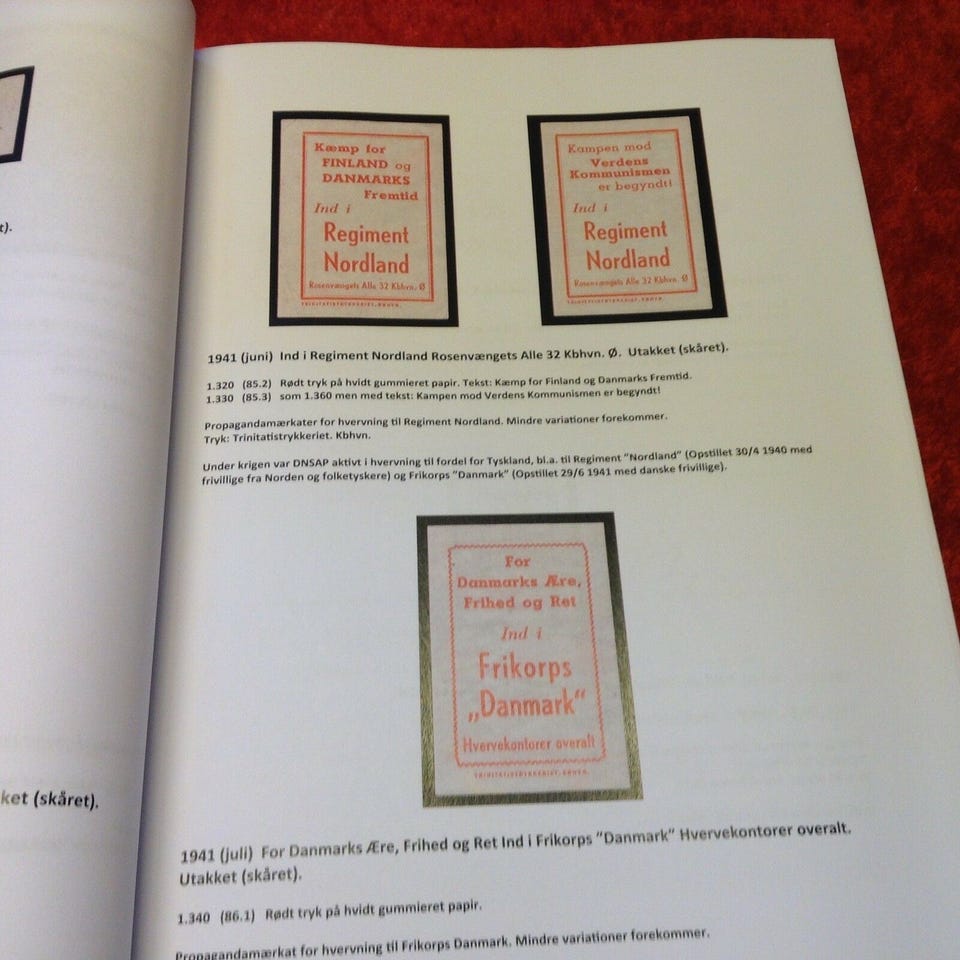 t).
ket (skåret).
Kæmp for
FINLAND og
DANMARKS
Fremtid
Ind i
Regiment
Nordland
Rosenvængets Alle 32 Kbhvn. Ø
TRINITATISTRYKKERIET. KBHVN.
Kampen mod
Verdens
Kommunismen
er begyndt!
Ind i
Regiment
Nordland
Rosenvængets Alle 32 Kbhvn. Ø
TRINITATISTRYKKERIET. KBHVN.
1941 (juni) Ind i Regiment Nordland Rosenvængets Alle 32 Kbhvn. Ø. Utakket (skåret).
1.320 (85.2) Rødt tryk på hvidt gummieret papir. Tekst: Kæmp for Finland og Danmarks Fremtid.
1.330 (85.3) som 1.360 men med tekst: Kampen mod Verdens Kommunismen er begyndt!
Propagandamærkater for hvervning til Regiment Nordland. Mindre variationer forekommer.
Tryk: Trinitatistrykkeriet. Kbhvn.
Under krigen var DNSAP aktivt i hvervning til fordel for Tyskland, bl.a. til Regiment "Nordland" (Opstillet 30/4 1940 med
frivillige fra Norden og folketyskere) og Frikorps "Danmark" (Opstillet 29/6 1941 med danske frivillige).
For
Danmarks Ære,
Frihed og Ret
Ind i
Frikorps
„Danmark“
Hvervekontorer overalt
TRINITATISTRYKKERIET. KBHVN.
1941 (juli) For Danmarks Ære, Frihed og Ret Ind i Frikorps "Danmark" Hvervekontorer overalt.
Utakket (skåret).
1.340 (86.1) Rødt tryk på hvidt gummieret papir.
Propagandamærkat for hvervning til Frikorps Danmark. Mindre variationer forekommer.